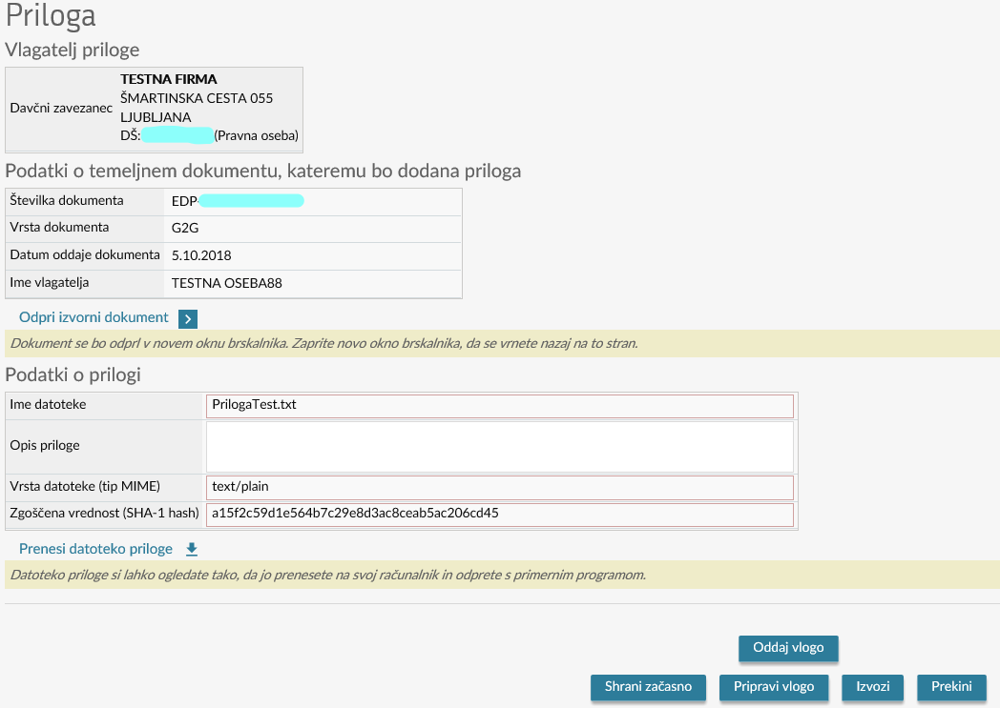 Priloga
Vlagatelj priloge
Davčni zavezanec
TESTNA FIRMA
ŠMARTINSKA CESTA 055
LJUBLJANA
DŠ: (Pravna oseba)
Podatki o temeljnem dokumentu, kateremu bo dodana priloga
Številka dokumenta EDP-
Vrsta dokumenta G2G
Datum oddaje dokumenta 5.10.2018
Ime vlagatelja TESTNA OSEBA88
Odpri izvorni dokument
Dokument se bo odprl v novem oknu brskalnika. Zaprite novo okno brskalnika, da se vrnete nazaj na to stran.
Podatki o prilogi
Ime datoteke PrilogaTest.txt
Opis priloge
Vrsta datoteke (tip MIME) text/plain
Zgoščena vrednost (SHA-1 hash) a15f2c59d1e564b7c29e8d3ac8ceab5ac206cd45
Prenesi datoteko priloge
Datoteko priloge si lahko ogledate tako, da jo prenesete na svoj računalnik in odprete s primernim programom.
Oddaj vlogo
Shrani začasno Pripravi vlogo Izvozi Prekini